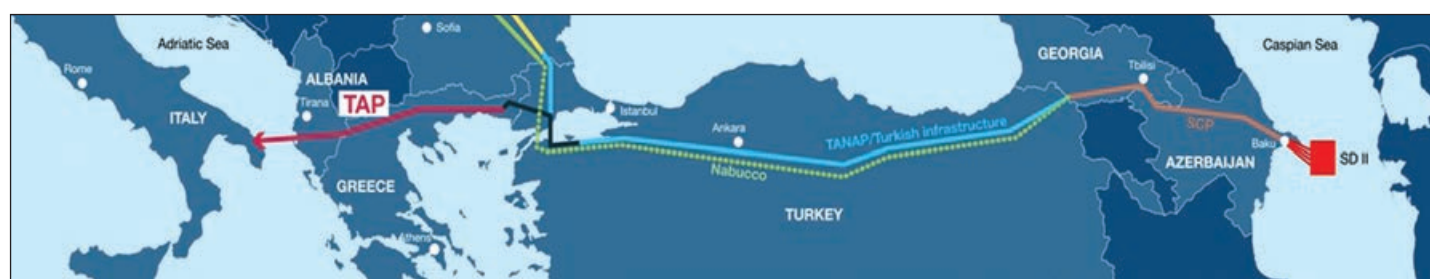 Sofia
Adriatic Sea
GEORGIA
Caspian Sea
Rome
ALBANIA
Tbilisi
TAP
Tirana
Istanbul
ITALY
Ankara
TANAP/Turkish infrastructure
SCP
Baku
SD II
Nabucco
AZERBAIJAN
GREECE
TURKEY
Athens